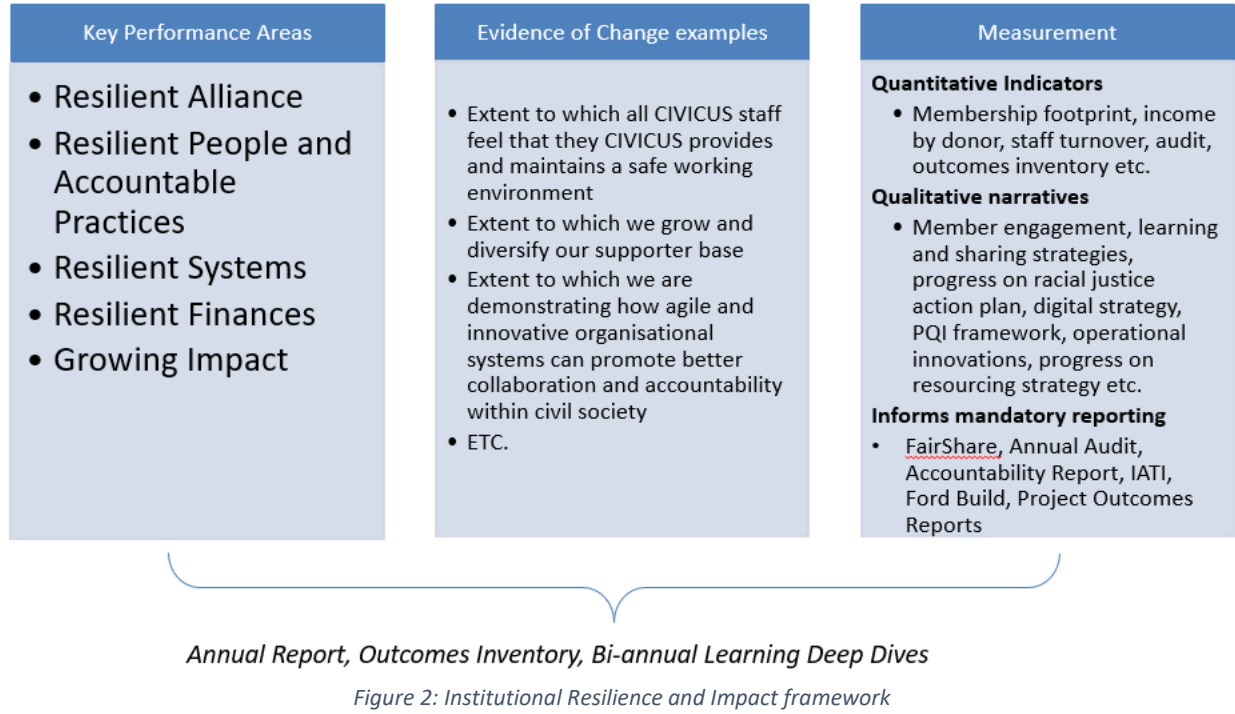 Key Performance Areas
• Resilient Alliance
• Resilient People and
Accountable
Practices
• Resilient Systems
• Resilient Finances
• Growing Impact
Evidence of Change examples
• Extent to which all CIVICUS staff
feel that they CIVICUS provides
and maintains a safe working
environment
• Extent to which we grow and
diversify our supporter base
• Extent to which we are
demonstrating how agile and
innovative organisational
systems can promote better
collaboration and accountability
within civil society
• ETC.
Measurement
Quantitative Indicators
• Membership footprint, income
by donor, staff turnover, audit,
outcomes inventory etc.
Qualitative narratives
• Member engagement, learning
and sharing strategies,
progress on racial justice
action plan, digital strategy,
PQI framework, operational
innovations, progress on
resourcing strategy etc.
Informs mandatory reporting
• FairShare, Annual Audit,
Accountability Report, IATI,
Ford Build, Project Outcomes
Reports
Annual Report, Outcomes Inventory, Bi-annual Learning Deep Dives
Figure 2: Institutional Resilience and Impact framework